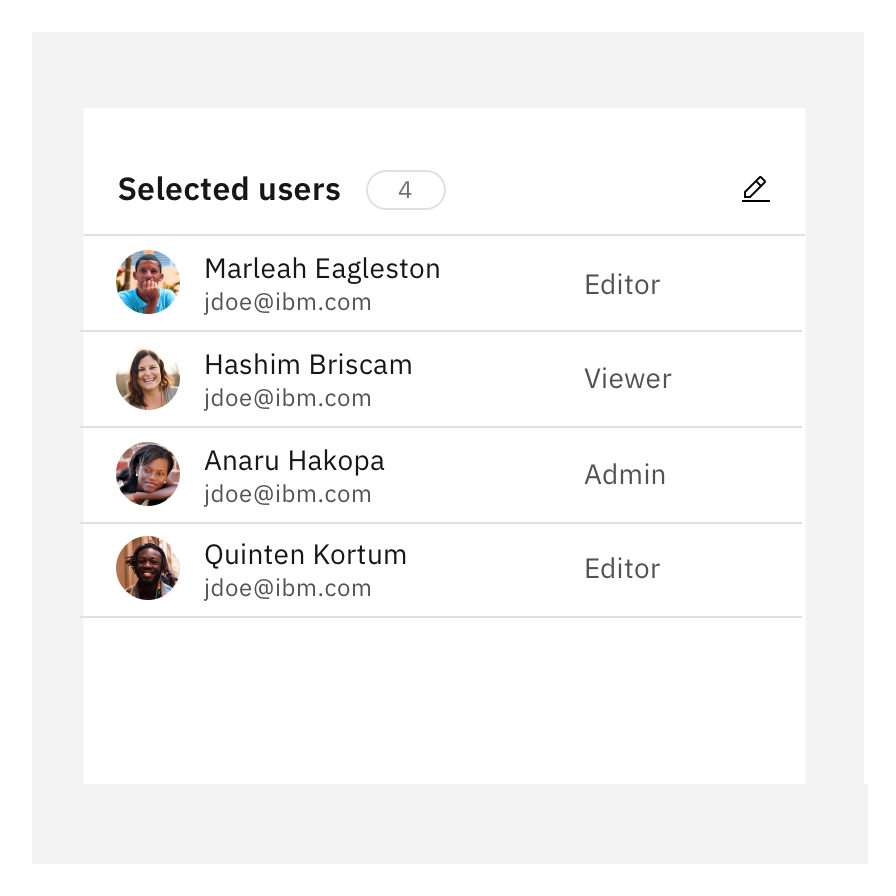 Selected users 4
Marleah Eagleston
jdoe@ibm.com
Editor
Hashim Briscam
jdoe@ibm.com
Viewer
Anaru Hakopa
jdoe@ibm.com
Admin
Quinten Kortum
jdoe@ibm.com
Editor